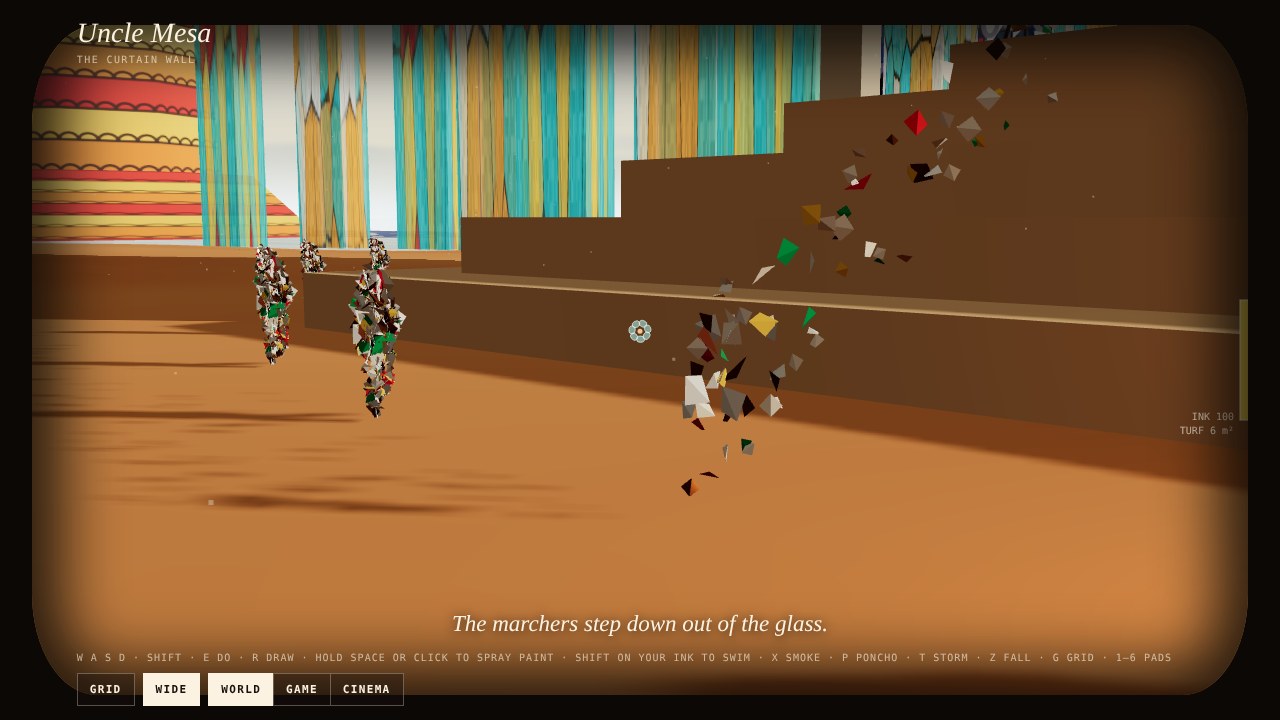 Uncle Mesa
THE CURTAIN WALL
INK 100
TURF 6 m²
The marchers step down out of the glass.
W A S D · SHIFT · E DO · R DRAW · HOLD SPACE OR CLICK TO SPRAY PAINT · SHIFT ON YOUR INK TO SWIM · X SMOKE · P PONCHO · T STORM · Z FALL · G GRID · 1–6 PADS
GRID WIDE WORLD GAME CINEMA